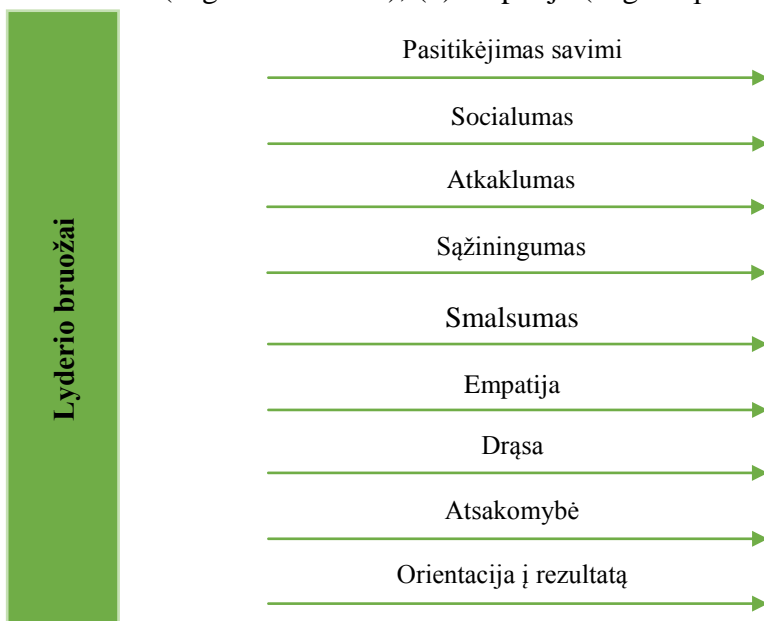 Pasitikėjimas savimi
Socialumas
Atkaklumas
Sąžiningumas
Lyderio bruožai
Smalsumas
Empatija
Drąsa
Atsakomybė
Orientacija į rezultatą